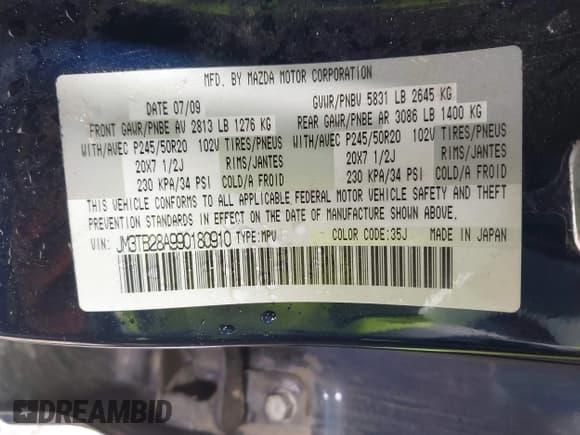 MFD. BY MAZDA MOTOR CORPORATION
DATE 07/09 GVWR/PNBV 5831 LB 2645 KG
FRONT GAWR/PNBE AV 2813 LB 1276 KG REAR GAWR/PNBE AR 3086 LB 1400 KG
WITH/AVEC P245/50R20 102V TIRES/PNEUS WITH/AVEC P245/50R20 102V TIRES/PNEUS
20X7 1/2J RIMS/JANTES 20X7 1/2J RIMS/JANTES
230 KPA/34 PSI COLD/A FROID 230 KPA/34 PSI COLD/A FROID
THIS VEHICLE CONFORMS TO ALL APPLICABLE FEDERAL MOTOR VEHICLE SAFETY AND THEFT
PREVENTION STANDARDS IN EFFECT ON THE DATE OF MANUFACTURE SHOWN ABOVE.
VIN: JM3TB28A990180910 TYPE: MPV COLOR CODE: 35J MADE IN JAPAN
DREAMBID